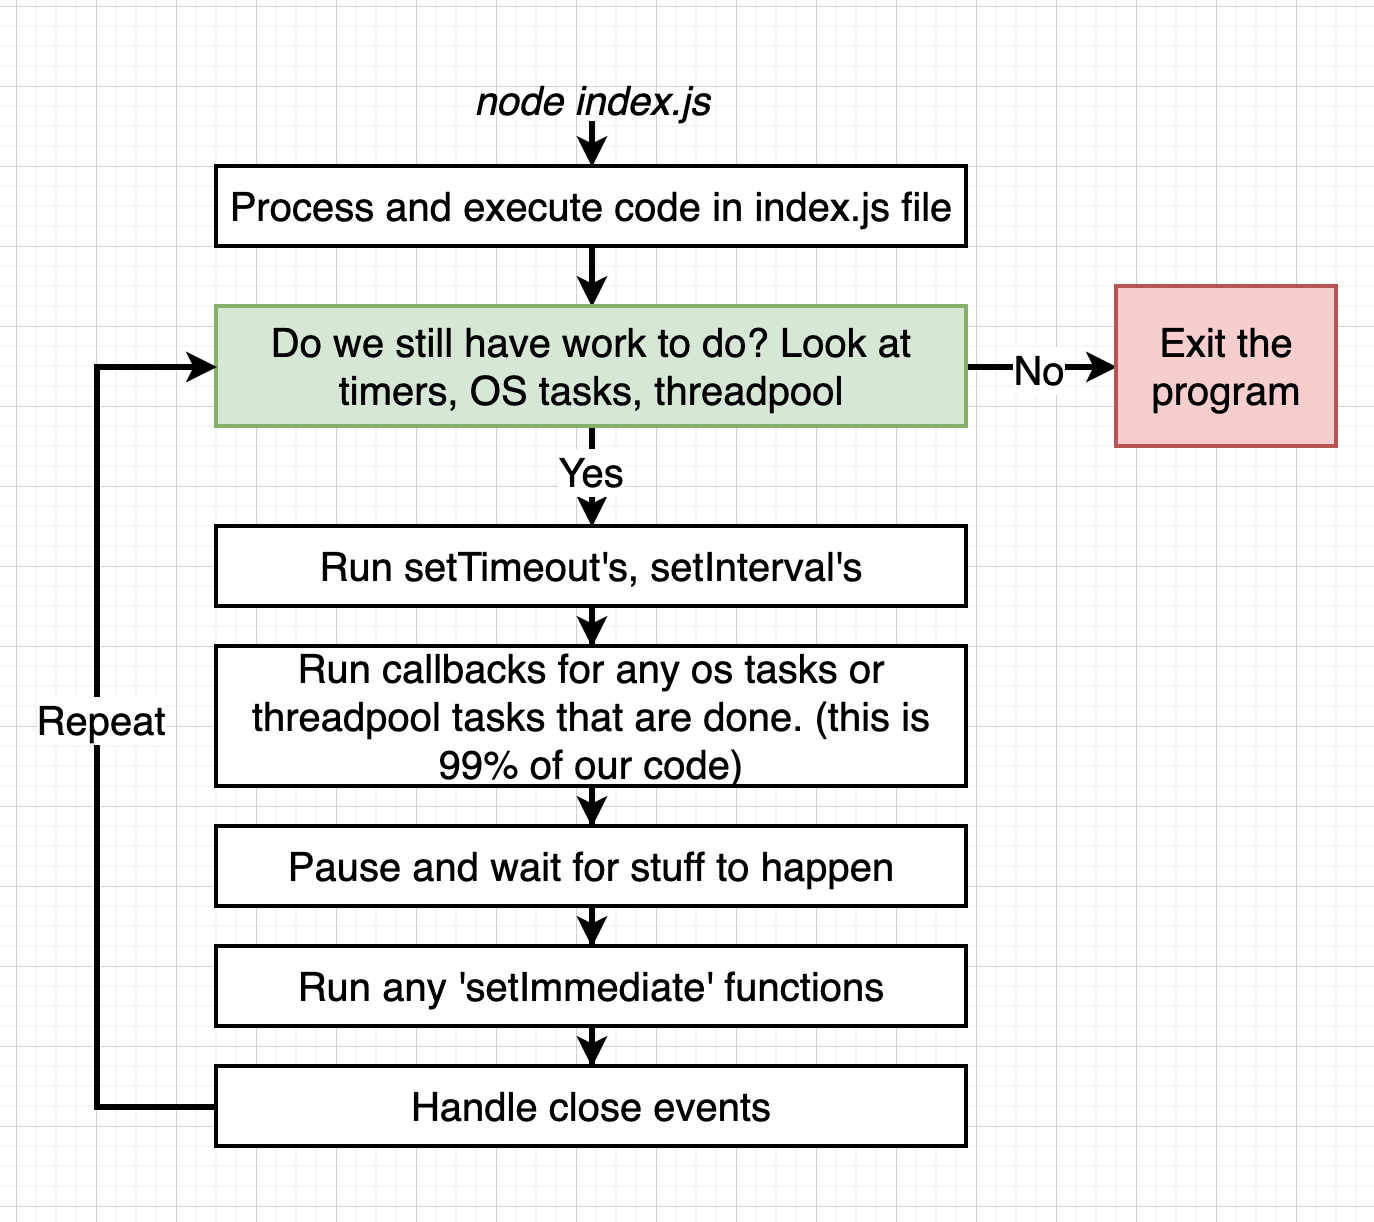 node index.js
Process and execute code in index.js file
Do we still have work to do? Look at
timers, OS tasks, threadpool
No
Exit the
program
Yes
Run setTimeout's, setInterval's
Run callbacks for any os tasks or
threadpool tasks that are done. (this is
99% of our code)
Repeat
Pause and wait for stuff to happen
Run any 'setImmediate' functions
Handle close events